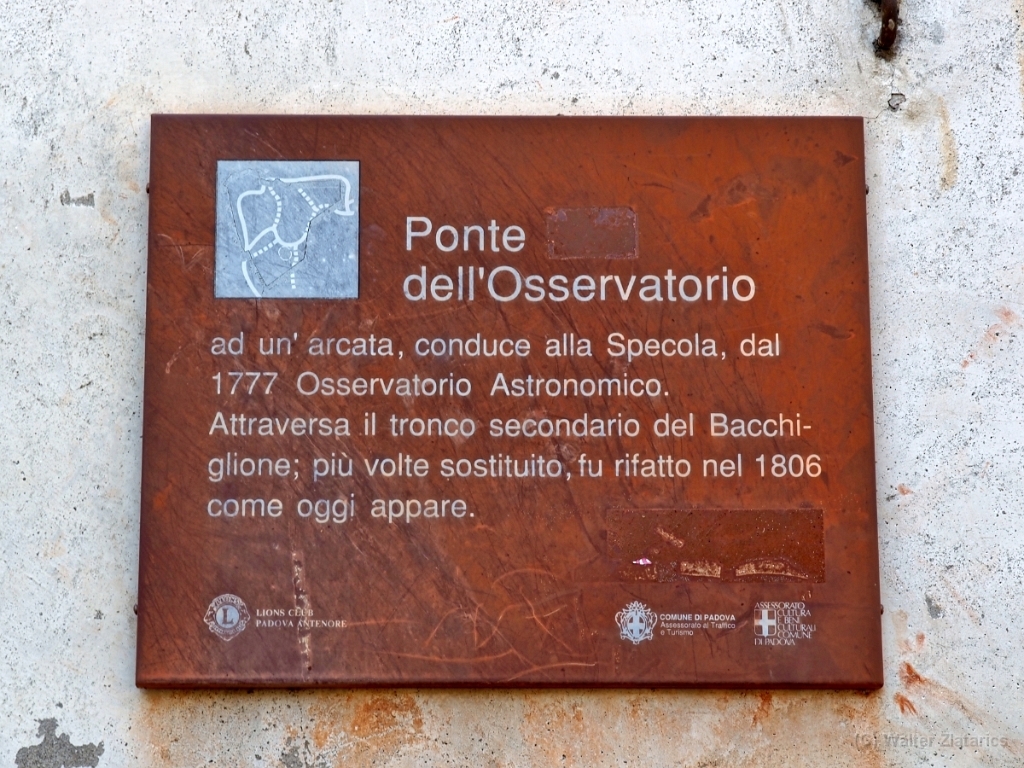 Ponte
dell'Osservatorio
ad un' arcata, conduce alla Specola, dal
1777 Osservatorio Astronomico.
Attraversa il tronco secondario del Bacchi-
glione; più volte sostituito, fu rifatto nel 1806
come oggi appare.
L
LIONS CLUB
PADOVA ANTENORE
COMUNE DI PADOVA
Assessorato al Traffico
e Turismo
ASSESSORATO
CULTURA
E BENI
CULTURALI
COMUNE
DI PADOVA
(C) Walter Zlatarics